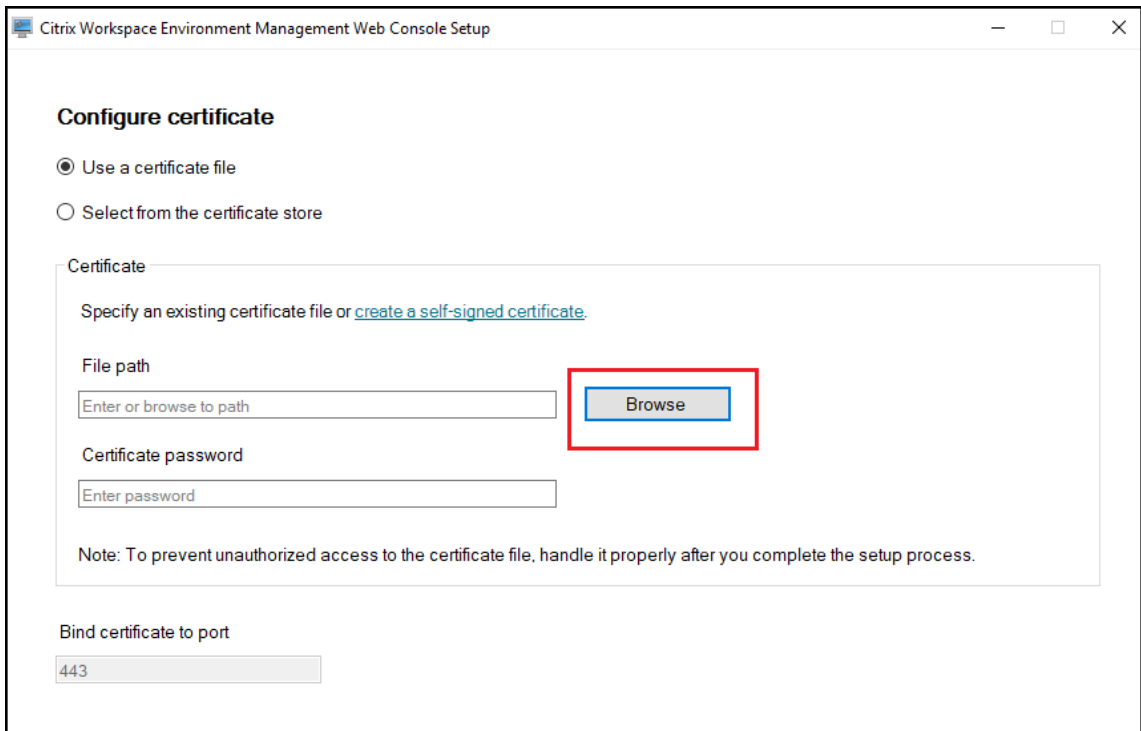 Citrix Workspace Environment Management Web Console Setup
Configure certificate
Use a certificate file
Select from the certificate store
Certificate
Specify an existing certificate file or create a self-signed certificate.
File path
Enter or browse to path
Browse
Certificate password
Enter password
Note: To prevent unauthorized access to the certificate file, handle it properly after you complete the setup process.
Bind certificate to port
443